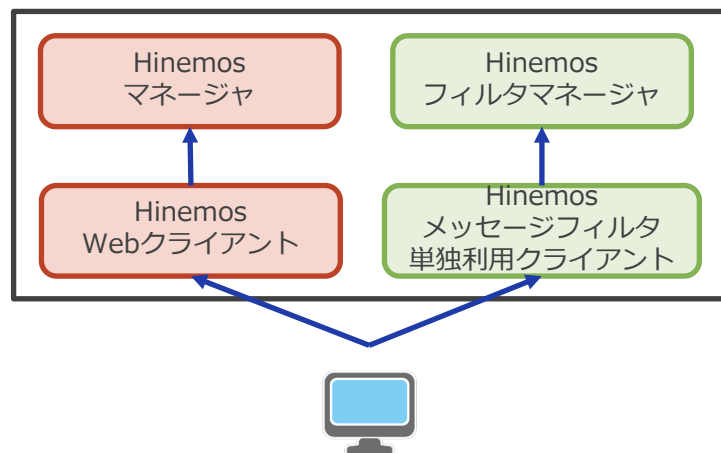 Hinemos
マネージャ
Hinemos
フィルタマネージャ
Hinemos
Webクライアント
Hinemos
メッセージフィルタ
単独利用クライアント